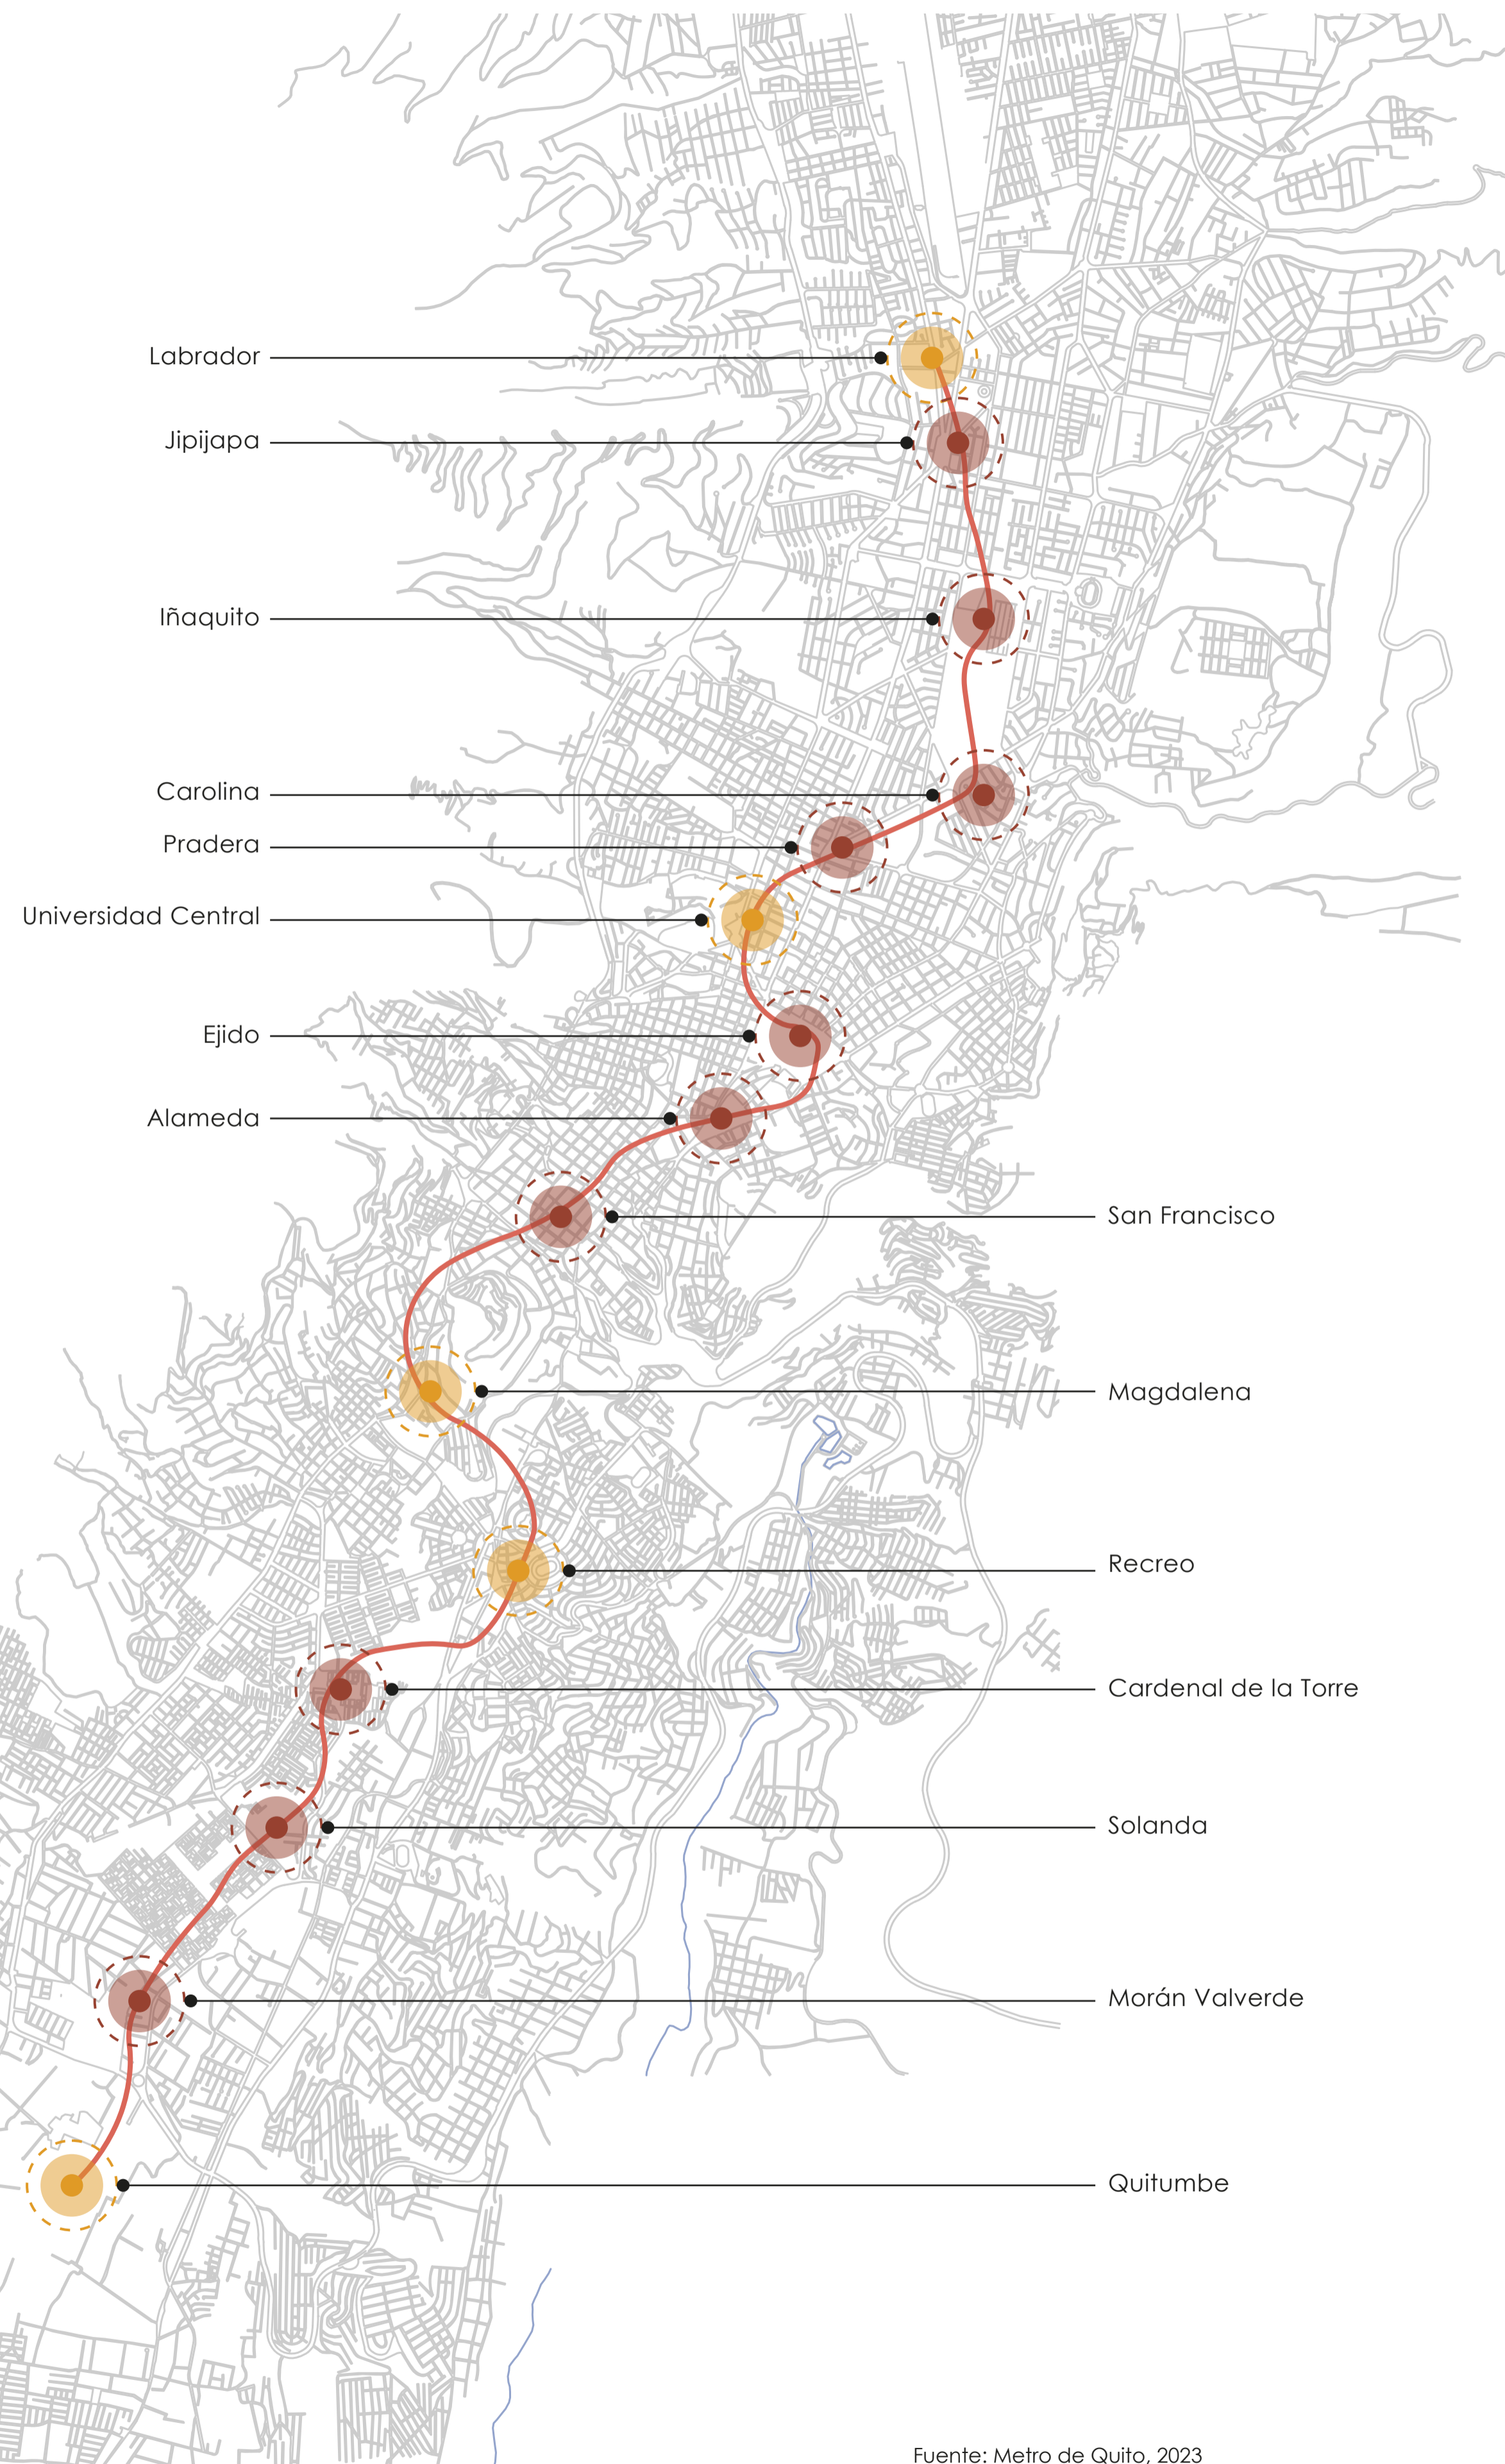 Labrador
Jipijapa
Iñaquito
Carolina
Pradera
Universidad Central
Ejido
Alameda
San Francisco
Magdalena
Recreo
Cardenal de la Torre
Solanda
Morán Valverde
Quitumbe
Fuente: Metro de Quito, 2023